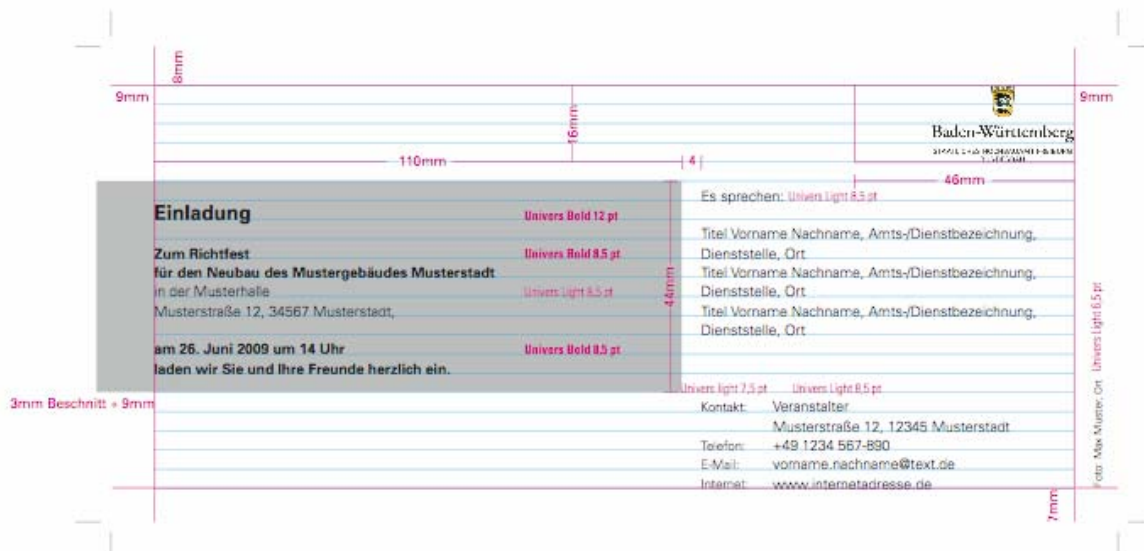 8mm
9mm
9mm
16mm
Baden-Württemberg
110mm
4
46mm
Einladung
Univers Bold 12 pt
Zum Richtfest
Univers Bold 8,5 pt
für den Neubau des Mustergebäudes Musterstadt
in der Musterhalle
Univers Light 8,5 pt
Musterstraße 12, 34567 Musterstadt,
am 26. Juni 2009 um 14 Uhr
Univers Bold 8,5 pt
laden wir Sie und Ihre Freunde herzlich ein.
44mm
Es sprechen: Univers Light 8,5 pt
Titel Vorname Nachname, Amts-/Dienstbezeichnung,
Dienststelle, Ort
Titel Vorname Nachname, Amts-/Dienstbezeichnung,
Dienststelle, Ort
Titel Vorname Nachname, Amts-/Dienstbezeichnung,
Dienststelle, Ort
Univers light 7,5 pt Univers Light 8,5 pt
Kontakt: Veranstalter
Musterstraße 12, 12345 Musterstadt
Telefon: +49 1234 567-890
E-Mail: vorname.nachname@text.de
Internet: www.internetadresse.de
3mm Beschnitt + 9mm
Foto: Max Muster, Ort Univers Light 6,5 pt
7mm